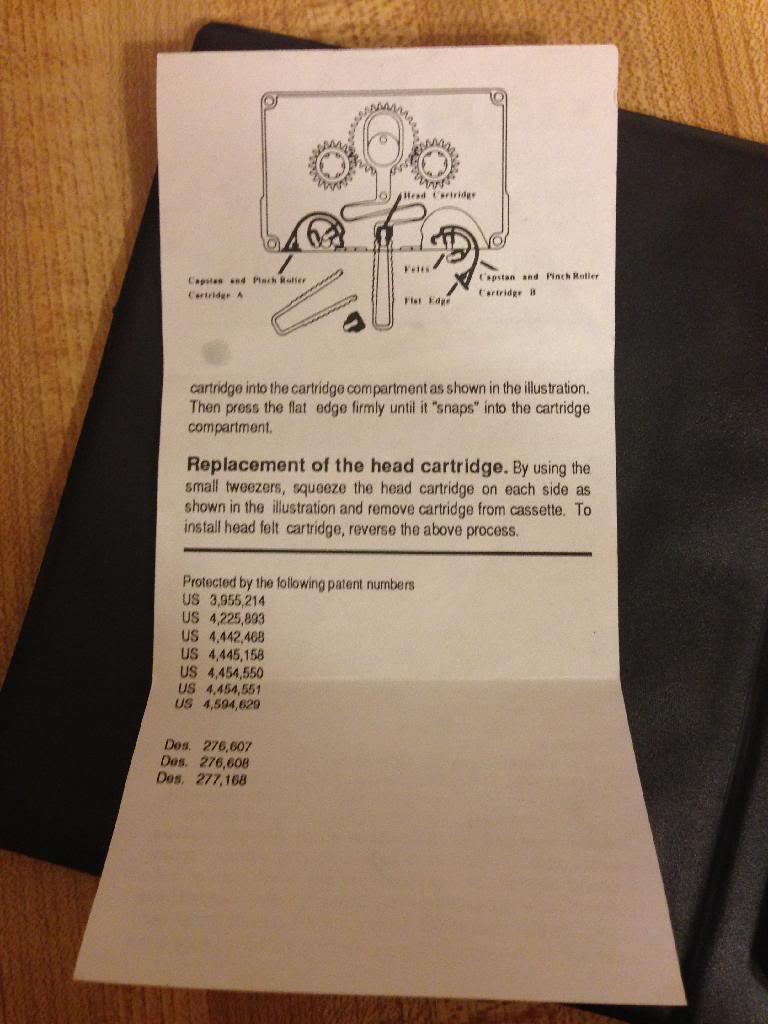 Head Cartridge
Capstan and Pinch Roller
Cartridge A
Felts
Flat Edge
Capstan and Pinch Roller
Cartridge B
cartridge into the cartridge compartment as shown in the illustration.
Then press the flat edge firmly until it "snaps" into the cartridge
compartment.
Replacement of the head cartridge. By using the
small tweezers, squeeze the head cartridge on each side as
shown in the illustration and remove cartridge from cassette. To
install head felt cartridge, reverse the above process.
Protected by the following patent numbers
US 3,955,214
US 4,225,893
US 4,442,468
US 4,445,158
US 4,454,550
US 4,454,551
US 4,594,629
Des. 276,607
Des. 276,608
Des. 277,168